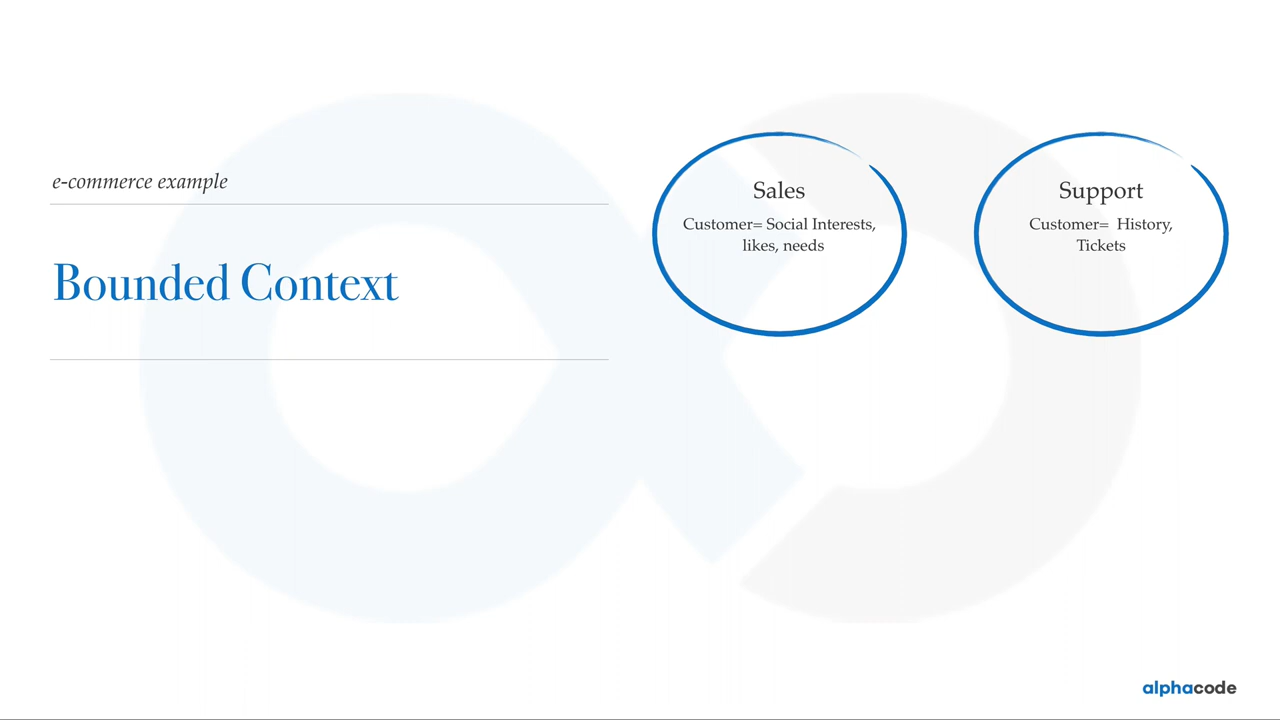 e-commerce example
Bounded Context
Sales
Customer= Social Interests,
likes, needs
Support
Customer=  History,
Tickets
alphacode